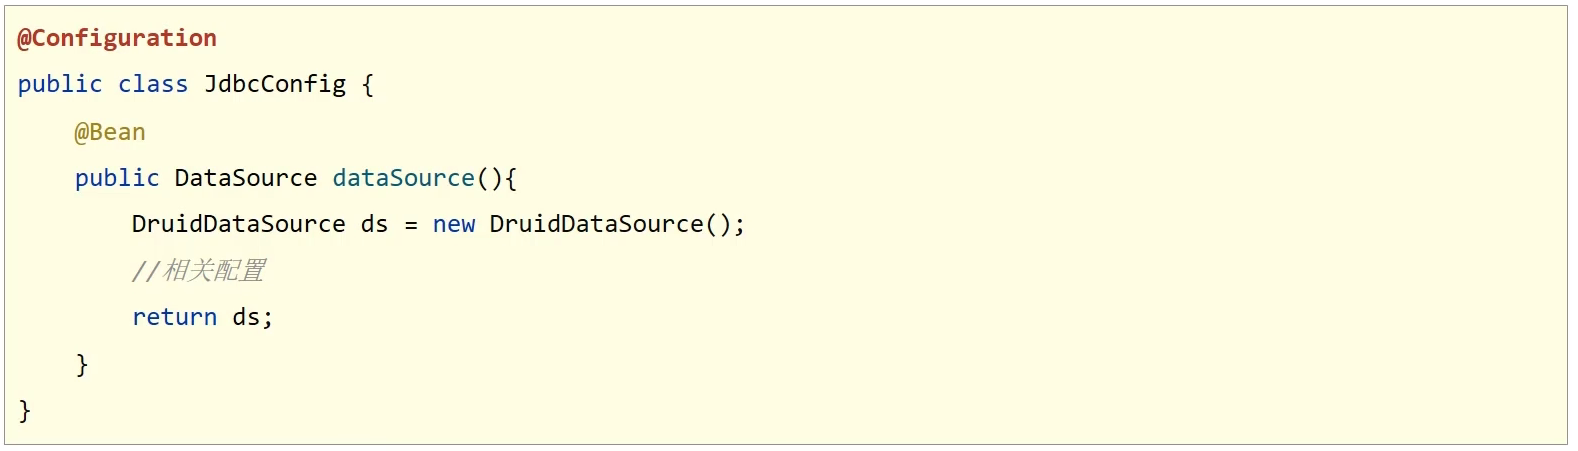 @Configuration
public class JdbcConfig {
    @Bean
    public DataSource dataSource(){
        DruidDataSource ds = new DruidDataSource();
        //相关配置
        return ds;
    }
}